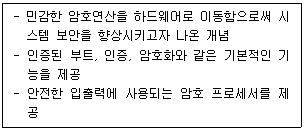 - 민감한 암호연산을 하드웨어로 이동함으로써 시
스템 보안을 향상시키고자 나온 개념
- 인증된 부트, 인증, 암호화와 같은 기본적인 기
능을 제공
- 안전한 입출력에 사용되는 암호 프로세서를 제
공